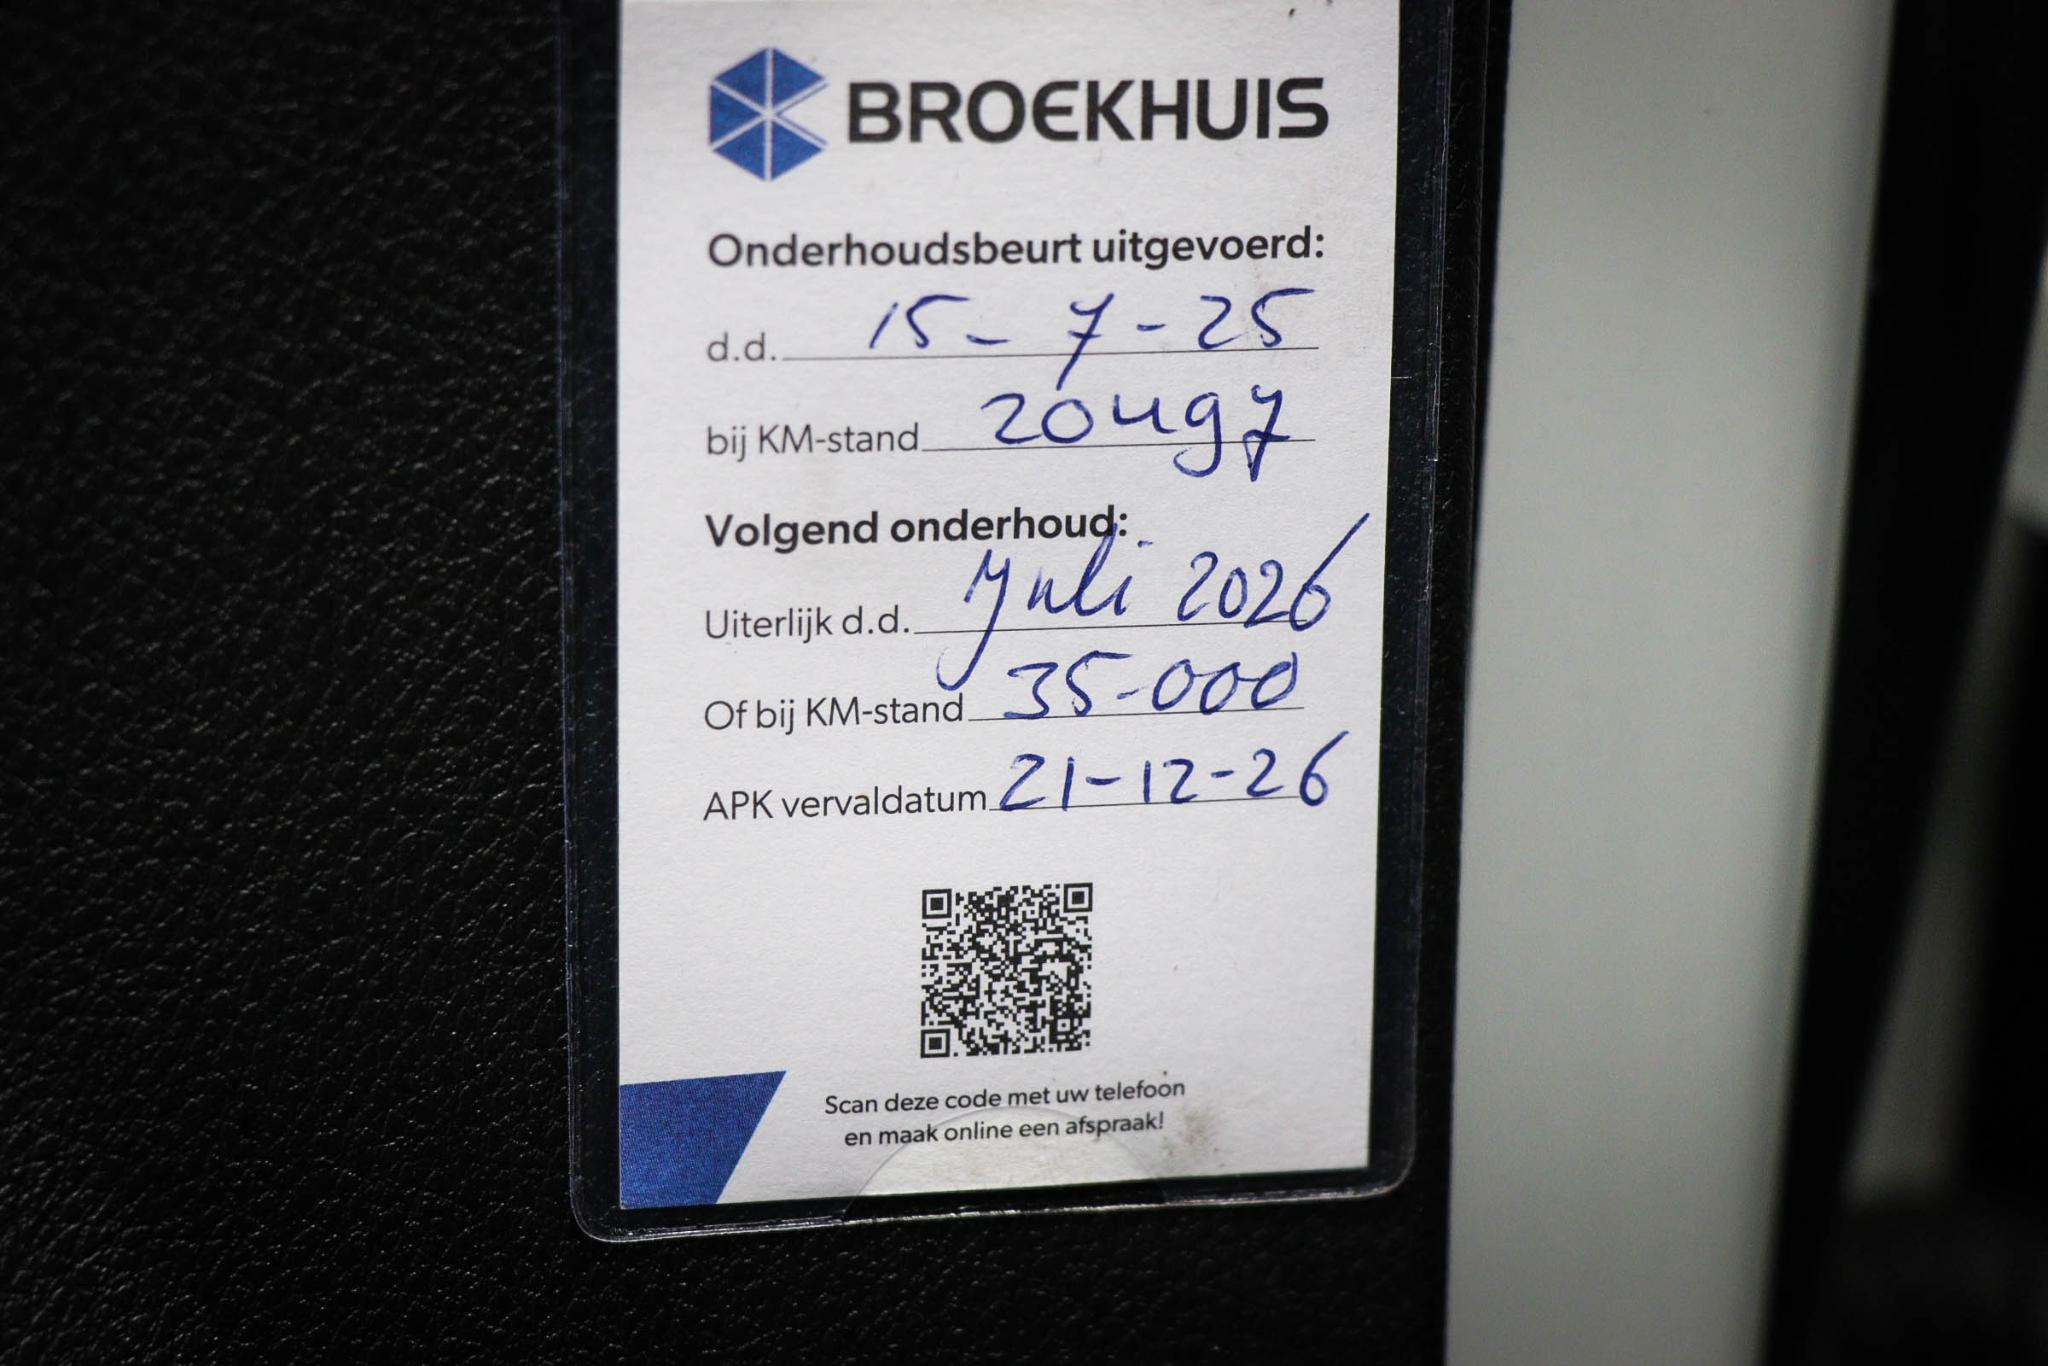 BROEKHUIS
Onderhoudsbeurt uitgevoerd:
d.d. 15-7-25
bij KM-stand 20497
Volgend onderhoud:
Uiterlijk d.d. Juli 2026
Of bij KM-stand 35-000
APK vervaldatum 21-12-26
Scan deze code met uw telefoon
en maak online een afspraak!